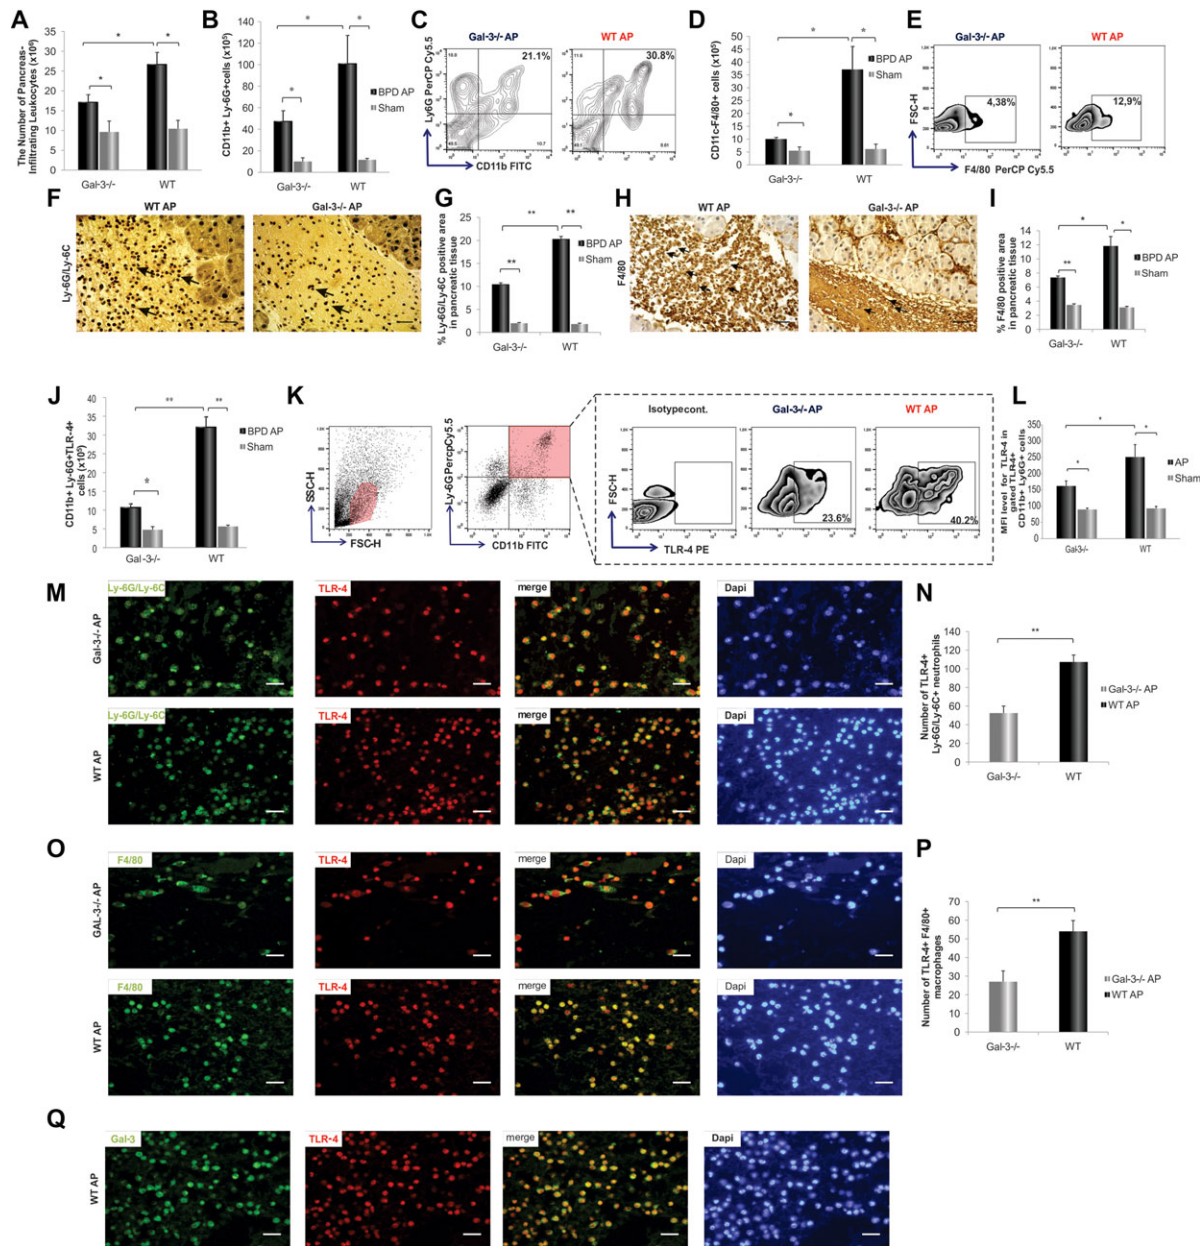 A
The Number of Pancreas-
Infiltrating Leukocytes (x10⁶)
35
30
25
20
15
10
5
0
*
*
*
Gal-3-/-
WT
BPD AP
Sham
B
CD11b+ Ly-6G+cells (x10⁵)
140
120
100
80
60
40
20
0
*
*
*
Gal-3-/-
WT
BPD AP
Sham
C
Gal-3-/- AP
WT AP
21.1%
30.8%
Ly6G PerCP Cy5.5
CD11b FITC
D
CD11c-F4/80+ cells (x10⁵)
50
45
40
35
30
25
20
15
10
5
0
*
*
*
Gal-3-/-
WT
BPD AP
Sham
E
Gal-3-/- AP
WT AP
4,38%
12,9%
FSC-H
F4/80 PerCP Cy5.5
F
WT AP
Gal-3-/- AP
Ly-6G/Ly-6C
G
% Ly-6G/Ly-6C positive area
in pancreatic tissue
25
20
15
10
5
0
**
**
**
Gal-3-/-
WT
BPD AP
Sham
H
WT AP
Gal-3-/- AP
F4/80
I
% F4/80 positive area
in pancreatic tissue
14
12
10
8
6
4
2
0
*
*
**
Gal-3-/-
WT
BPD AP
Sham
J
CD11b+ Ly-6G+TLR-4+
40
35
30
25
20
15
10
5
0
**
**
*
Gal-3-/-
WT
BPD AP
Sham
K
SSC-H
FSC-H
Ly-6G PercpCy5.5
CD11b FITC
Isotypecont.
Gal-3-/-AP
WT AP
23.6%
40.2%
FSC-H
TLR-4 PE
L
MFI level for TLR-4 in
gated TLR4+
CD11b+ Ly6G+ cells
350
300
250
200
150
100
50
0
*
*
*
Gal3-/-
WT
AP
Sham
M
Gal-3-/- AP
Ly-6G/Ly-6C
TLR-4
merge
Dapi
WT AP
Ly-6G/Ly-6C
TLR-4
merge
Dapi
N
Number of TLR-4+
Ly-6G/Ly-6C+ neutrophils
140
120
100
80
60
40
20
0
**
Gal-3-/-
WT
Gal-3-/- AP
WT AP
O
GAL-3-/- AP
F4/80
TLR-4
merge
Dapi
WT AP
F4/80
TLR-4
merge
Dapi
P
Number of TLR-4+ F4/80+
macrophages
70
60
50
40
30
20
10
0
**
Gal-3-/-
WT
Gal-3-/- AP
WT AP
Q
WT AP
Gal-3
TLR-4
merge
Dapi